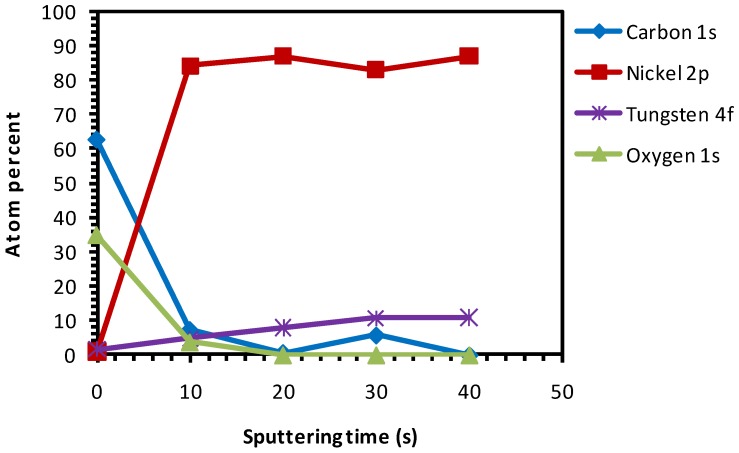 100
90
80
70
60
50
40
30
20
10
0
Atom percent
0 10 20 30 40 50
Sputtering time (s)
Carbon 1s
Nickel 2p
Tungsten 4f
Oxygen 1s